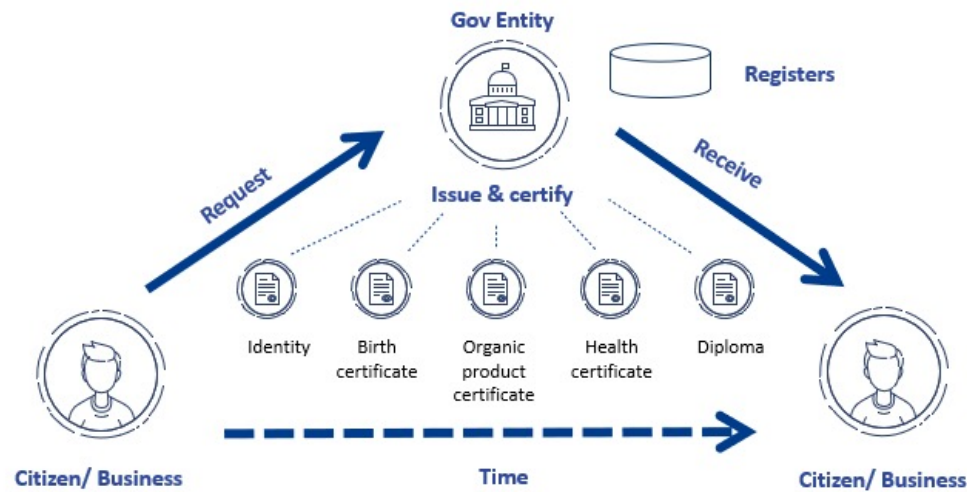 Gov Entity
Registers
Request
Receive
Issue & certify
Identity
Birth
certificate
Organic
product
certificate
Health
certificate
Diploma
Citizen/ Business
Time
Citizen/ Business